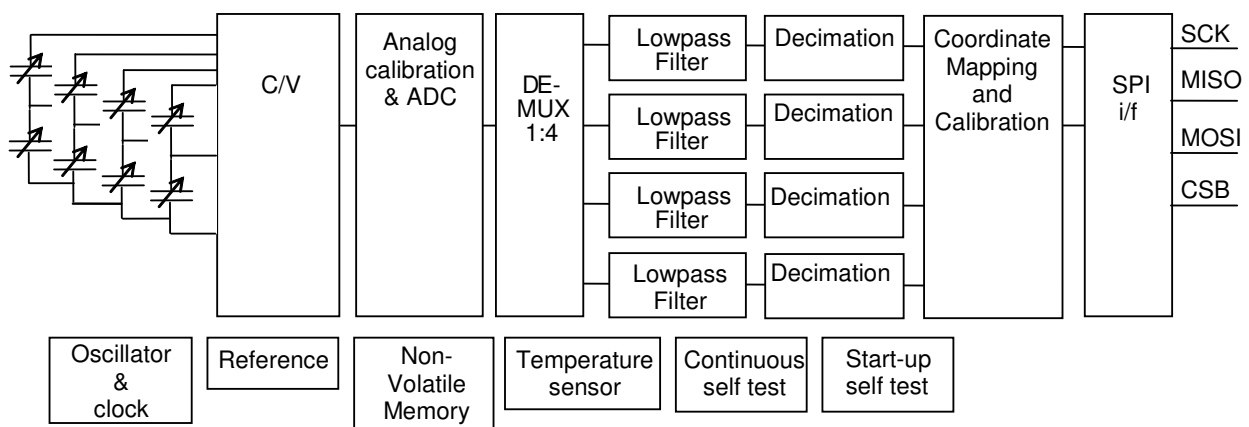 C/V
Analog
calibration
& ADC
DE-
MUX
1:4
Lowpass
Filter
Decimation
Lowpass
Filter
Decimation
Lowpass
Filter
Decimation
Lowpass
Filter
Decimation
Coordinate
Mapping
and
Calibration
SPI
i/f
SCK
MISO
MOSI
CSB
Oscillator
&
clock
Reference
Non-
Volatile
Memory
Temperature
sensor
Continuous
self test
Start-up
self test